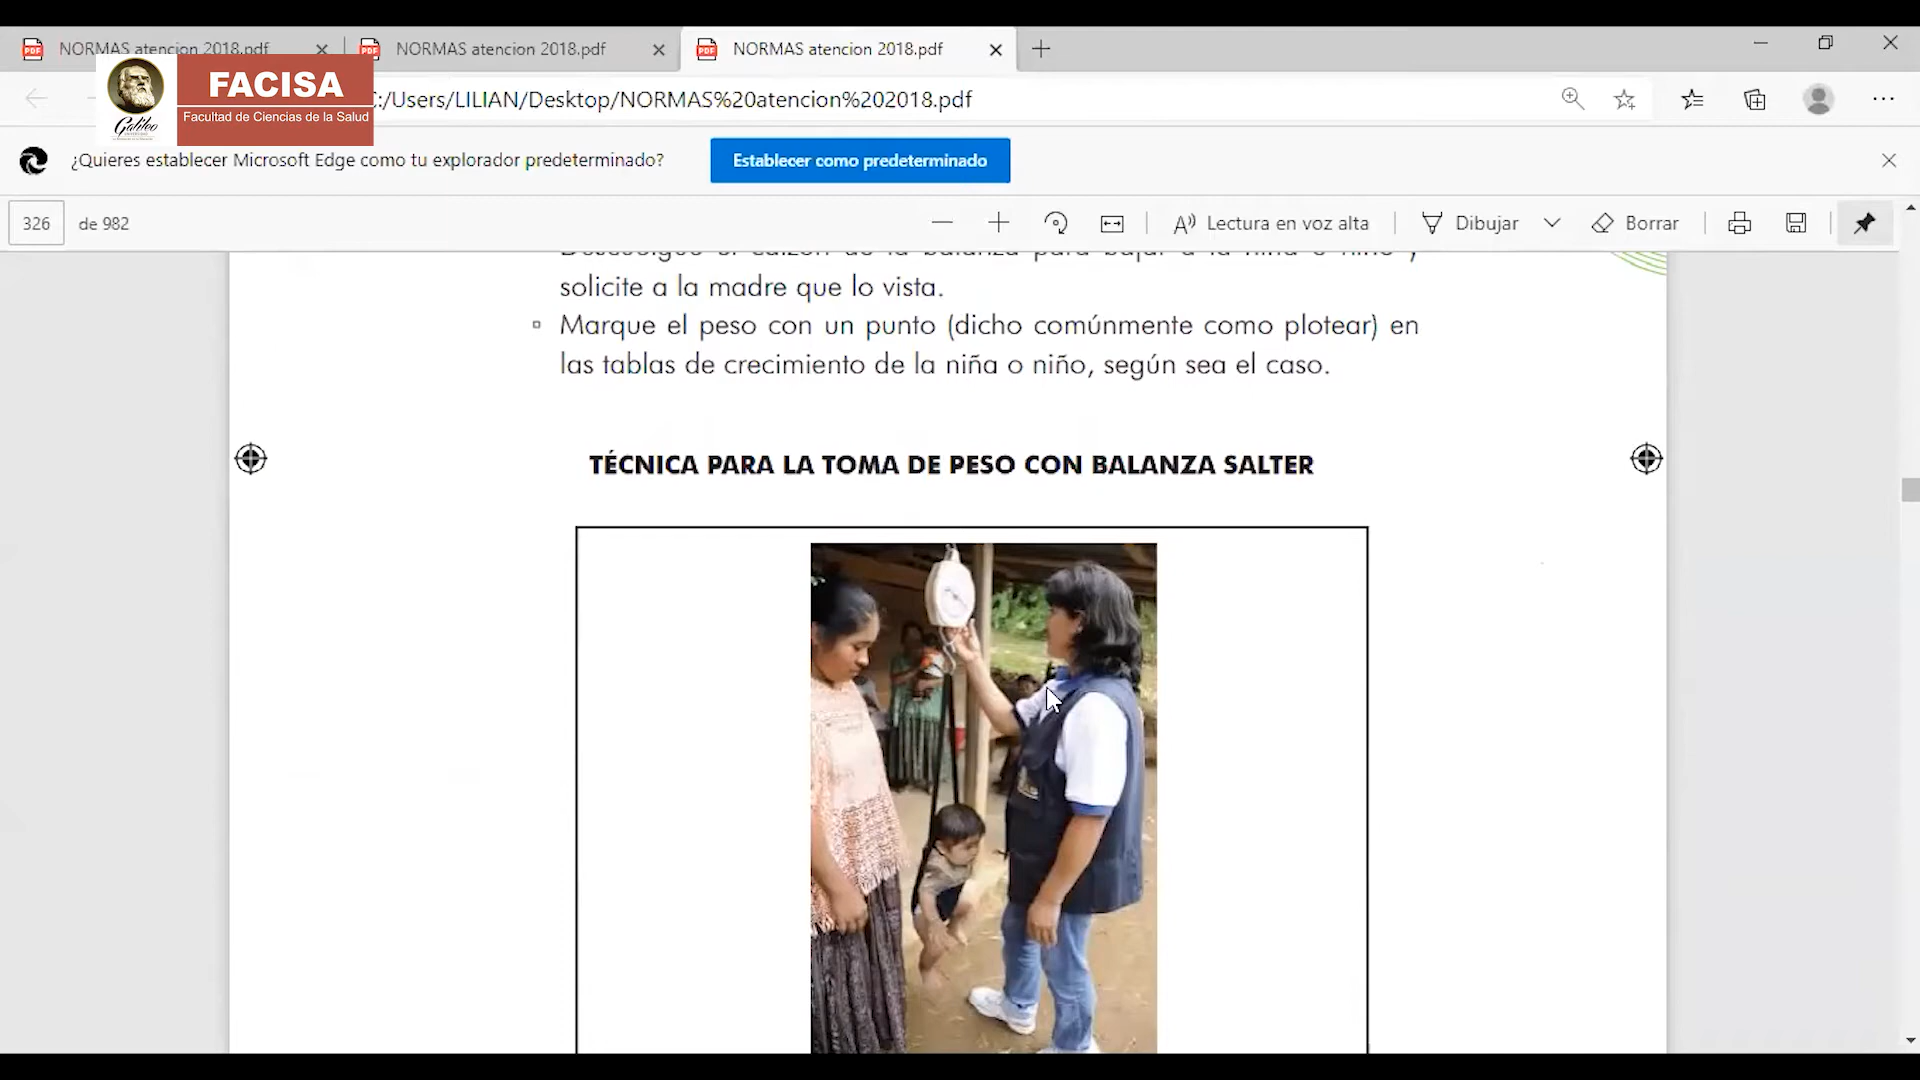 NORMAS atencion 2018.pdf
NORMAS atencion 2018.pdf
NORMAS atencion 2018.pdf
Galileo
FACISA
Facultad de Ciencias de la Salud
C:/Users/LILIAN/Desktop/NORMAS%20atencion%202018.pdf
¿Quieres establecer Microsoft Edge como tu explorador predeterminado?
Establecer como predeterminado
326 de 982
Lectura en voz alta
Dibujar
Borrar
solicite a la madre que lo vista.
▫ Marque el peso con un punto (dicho comúnmente como plotear) en
las tablas de crecimiento de la niña o niño, según sea el caso.
TÉCNICA PARA LA TOMA DE PESO CON BALANZA SALTER